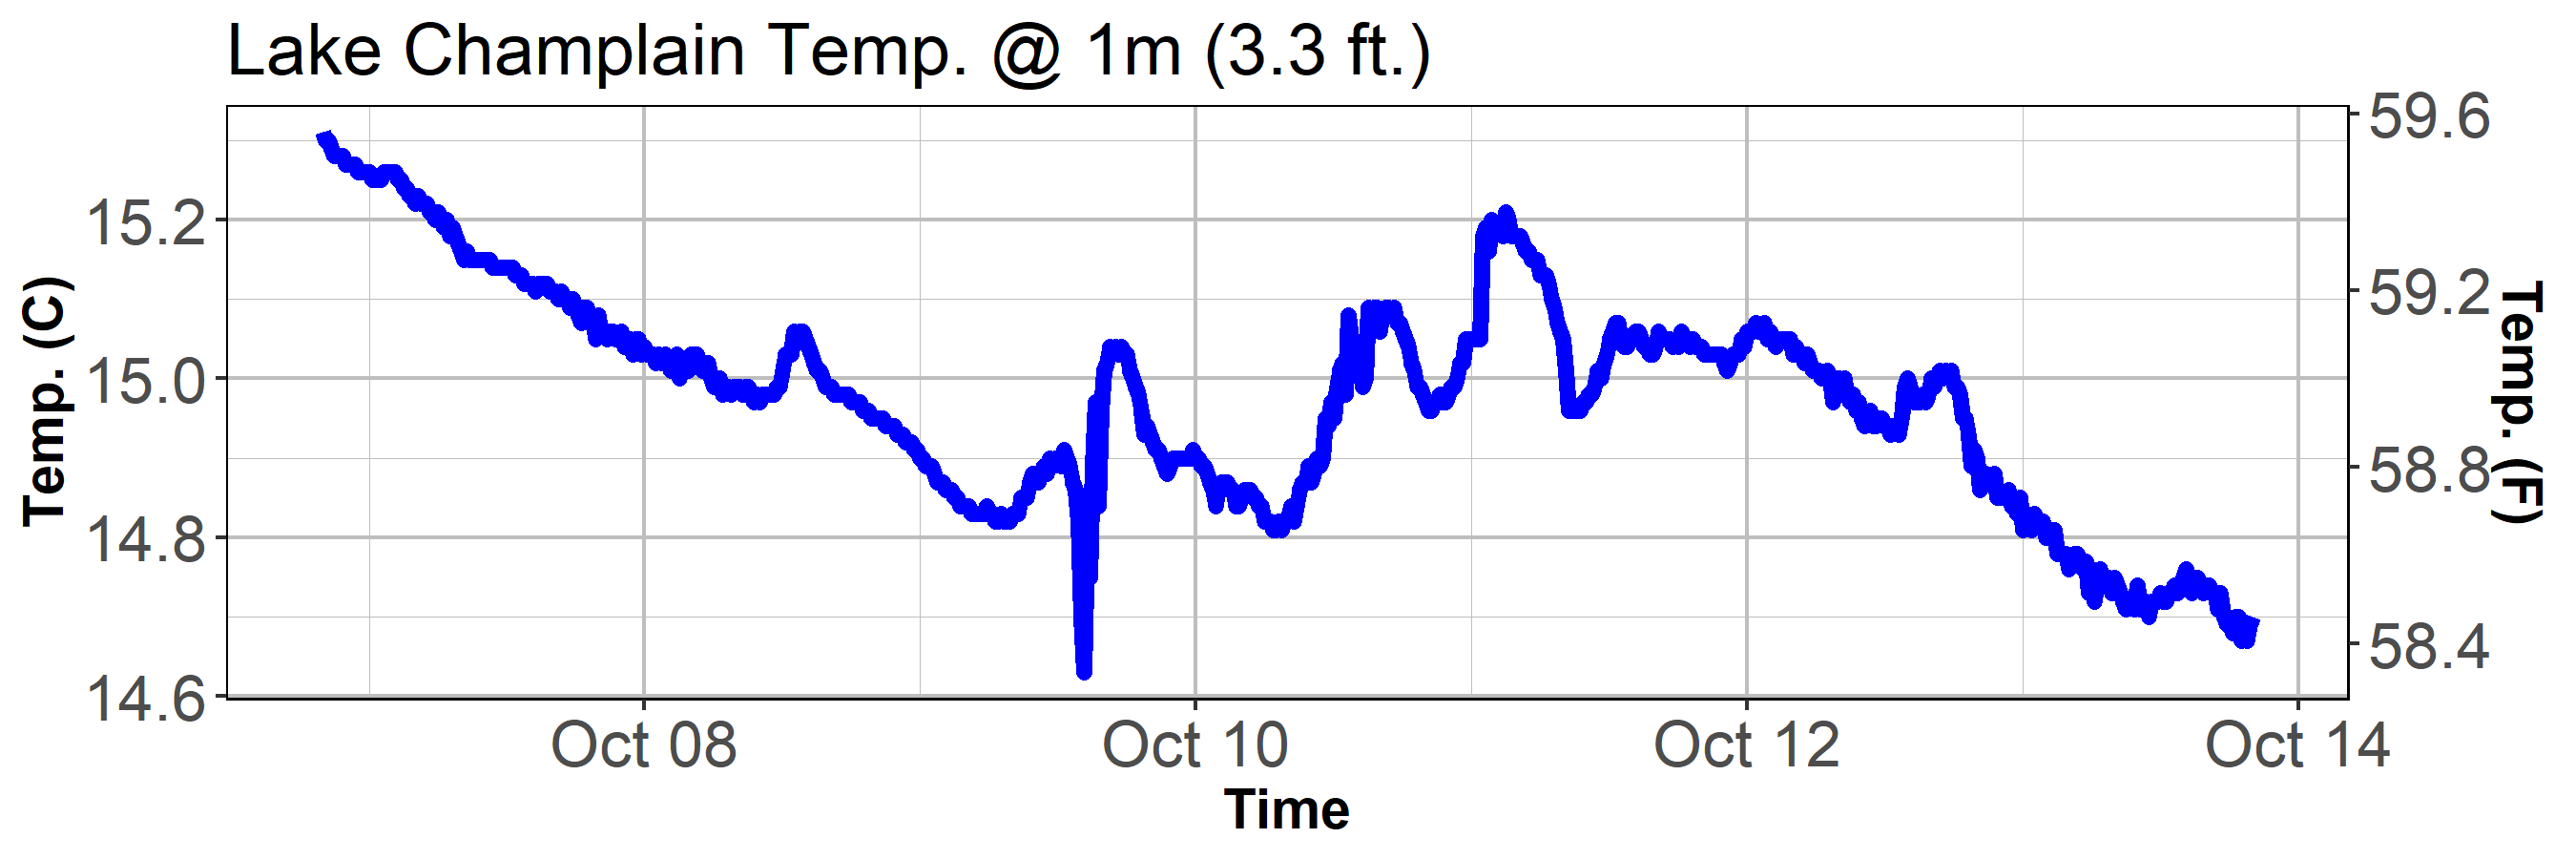 Lake Champlain Temp. @ 1m (3.3 ft.)
Temp. (C)
15.2
15.0
14.8
14.6
59.6
59.2
58.8
58.4
Temp. (F)
Oct 08 Oct 10 Oct 12 Oct 14
Time